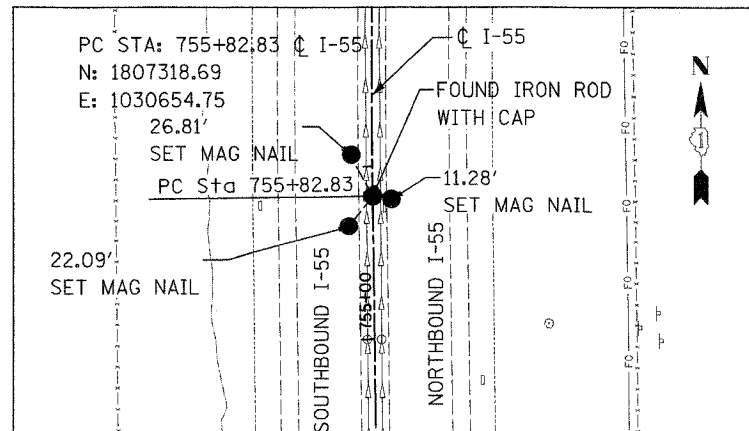 PC STA: 755+82.83 ℄ I-55
N: 1807318.69
E: 1030654.75
℄ I-55
FOUND IRON ROD
WITH CAP
26.81'
SET MAG NAIL
PC Sta 755+82.83
11.28'
SET MAG NAIL
22.09'
SET MAG NAIL
SOUTHBOUND I-55
755+00
NORTHBOUND I-55
FO
FO
FO
N